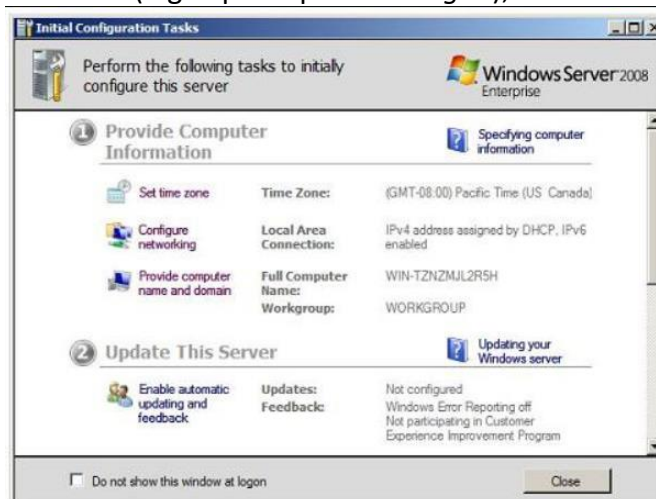 Initial Configuration Tasks
Perform the following tasks to initially
configure this server
Windows Server 2008
Enterprise
1 Provide Computer
Information
Specifying computer
information
Set time zone
Time Zone:
(GMT-08:00) Pacific Time (US Canada)
Configure
networking
Local Area
Connection:
IPv4 address assigned by DHCP, IPv6
enabled
Provide computer
name and domain
Full Computer
Name:
WIN-TZNZMJL2R5H
Workgroup:
WORKGROUP
2 Update This Server
Updating your
Windows server
Enable automatic
updating and
feedback
Updates:
Not configured
Feedback:
Windows Error Reporting off
Not participating in Customer
Experience Improvement Program
Do not show this window at logon
Close